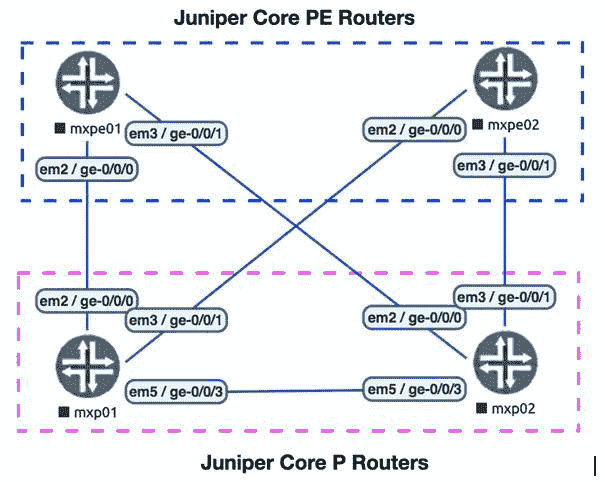 Juniper Core PE Routers
mxpe01
mxpe02
em3 / ge-0/0/1
em2 / ge-0/0/0
em2 / ge-0/0/0
em3 / ge-0/0/1
em2 / ge-0/0/0
em3 / ge-0/0/1
em3 / ge-0/0/1
em2 / ge-0/0/0
em5 / ge-0/0/3
em5 / ge-0/0/3
mxp01
mxp02
Juniper Core P Routers